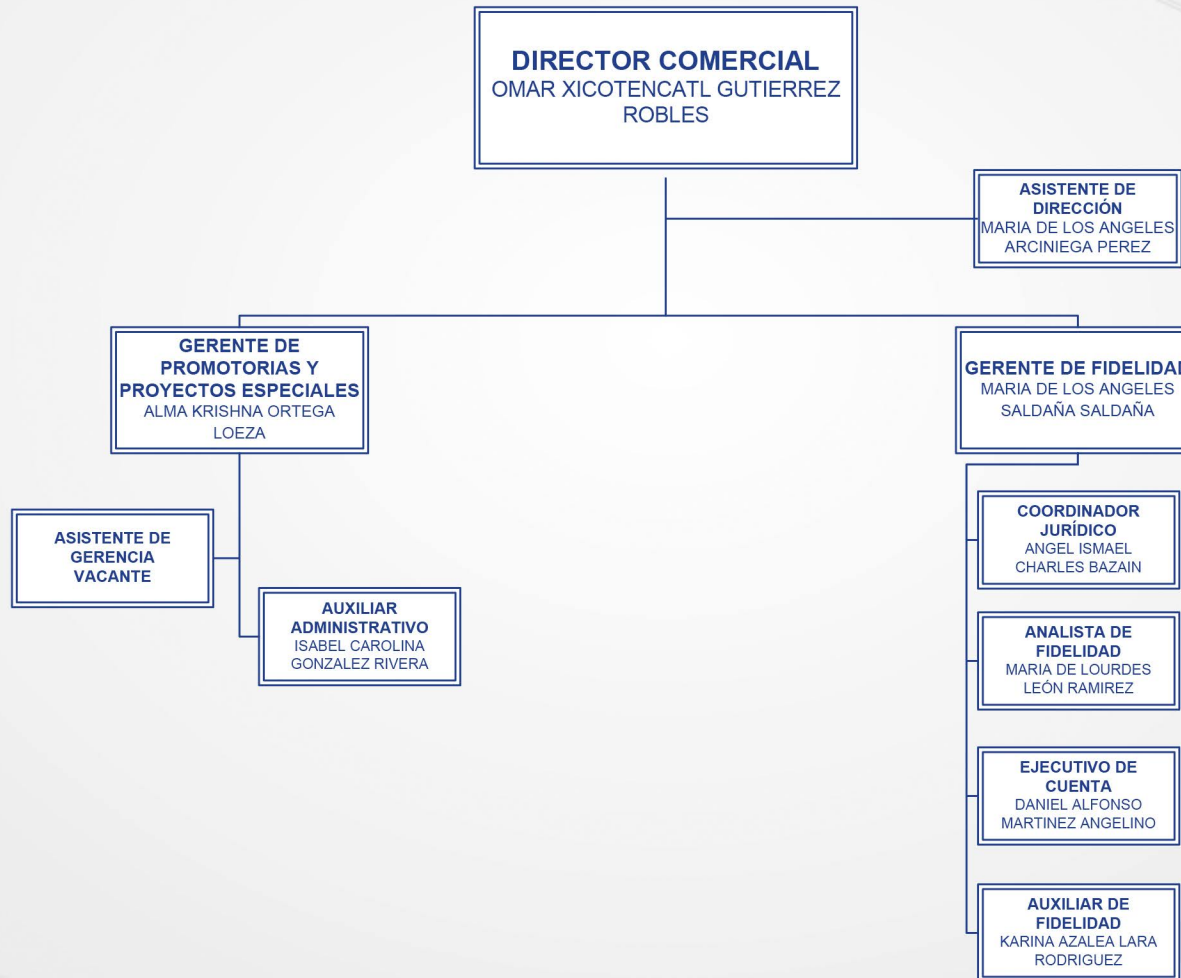 DIRECTOR COMERCIAL
OMAR XICOTENCATL GUTIERREZ
ROBLES
ASISTENTE DE
DIRECCIÓN
MARIA DE LOS ANGELES
ARCINIEGA PEREZ
GERENTE DE
PROMOTORIAS Y
PROYECTOS ESPECIALES
ALMA KRISHNA ORTEGA
LOEZA
GERENTE DE FIDELIDAD
MARIA DE LOS ANGELES
SALDAÑA SALDAÑA
ASISTENTE DE
GERENCIA
VACANTE
AUXILIAR
ADMINISTRATIVO
ISABEL CAROLINA
GONZALEZ RIVERA
COORDINADOR
JURÍDICO
ANGEL ISMAEL
CHARLES BAZAIN
ANALISTA DE
FIDELIDAD
MARIA DE LOURDES
LEÓN RAMIREZ
EJECUTIVO DE
CUENTA
DANIEL ALFONSO
MARTINEZ ANGELINO
AUXILIAR DE
FIDELIDAD
KARINA AZALEA LARA
RODRIGUEZ